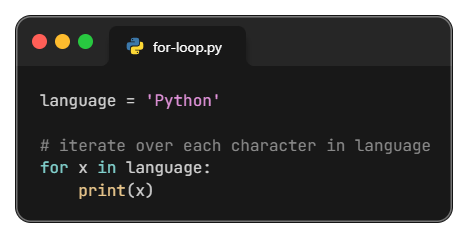 for-loop.py
language = 'Python'
# iterate over each character in language
for x in language:
    print(x)